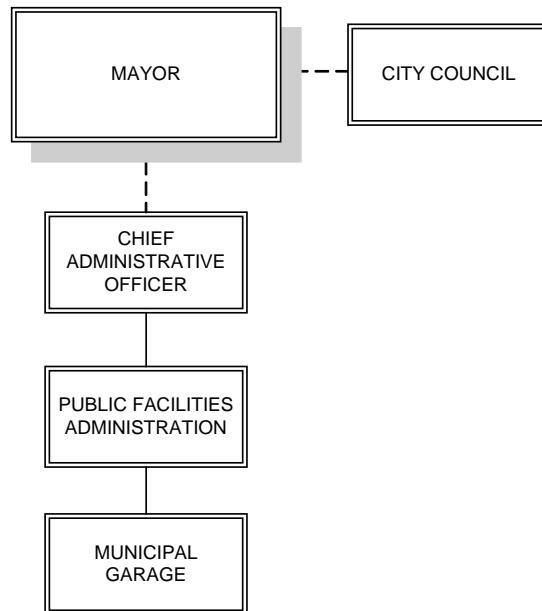 MAYOR
CITY COUNCIL
CHIEF
ADMINISTRATIVE
OFFICER
PUBLIC FACILITIES
ADMINISTRATION
MUNICIPAL
GARAGE